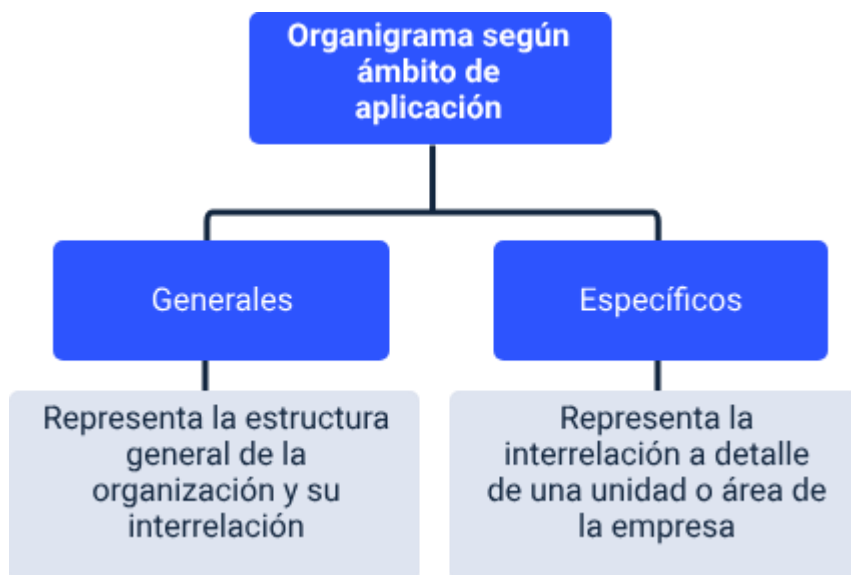 Organigrama según
ámbito de
aplicación
Generales
Específicos
Representa la estructura
general de la
organización y su
interrelación
Representa la
interrelación a detalle
de una unidad o área de
la empresa